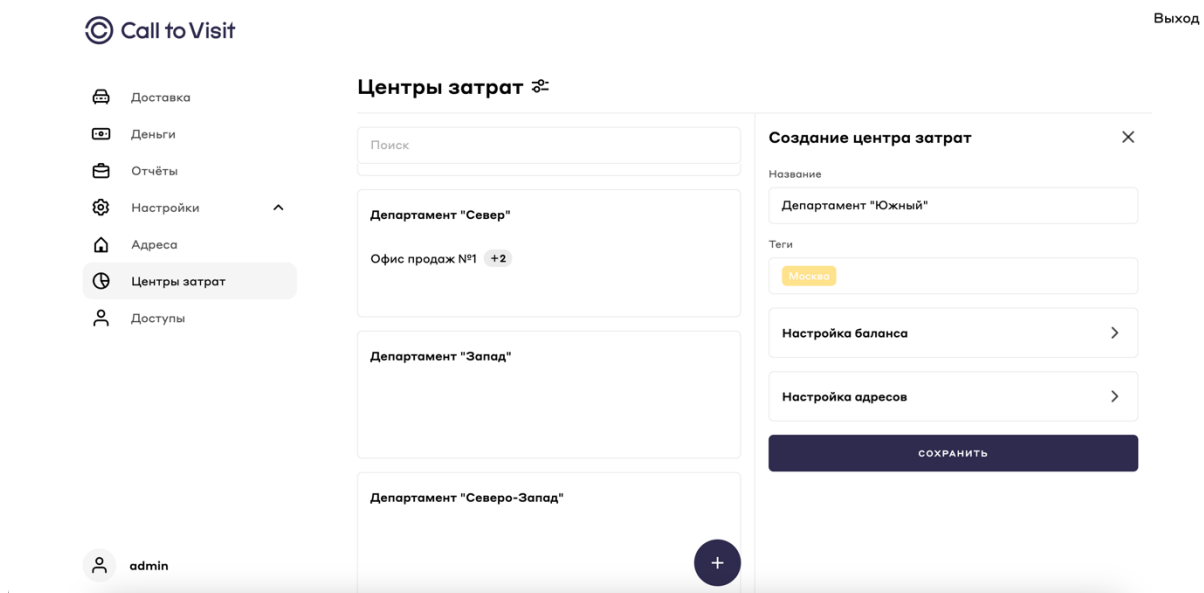 Call to Visit
Выход
Доставка
Деньги
Отчёты
Настройки
Адреса
Центры затрат
Доступы
admin
Центры затрат
Поиск
Департамент "Север"
Офис продаж №1 +2
Департамент "Запад"
Департамент "Северо-Запад"
+
Создание центра затрат
Название
Департамент "Южный"
Теги
Москва
Настройка баланса
Настройка адресов
СОХРАНИТЬ